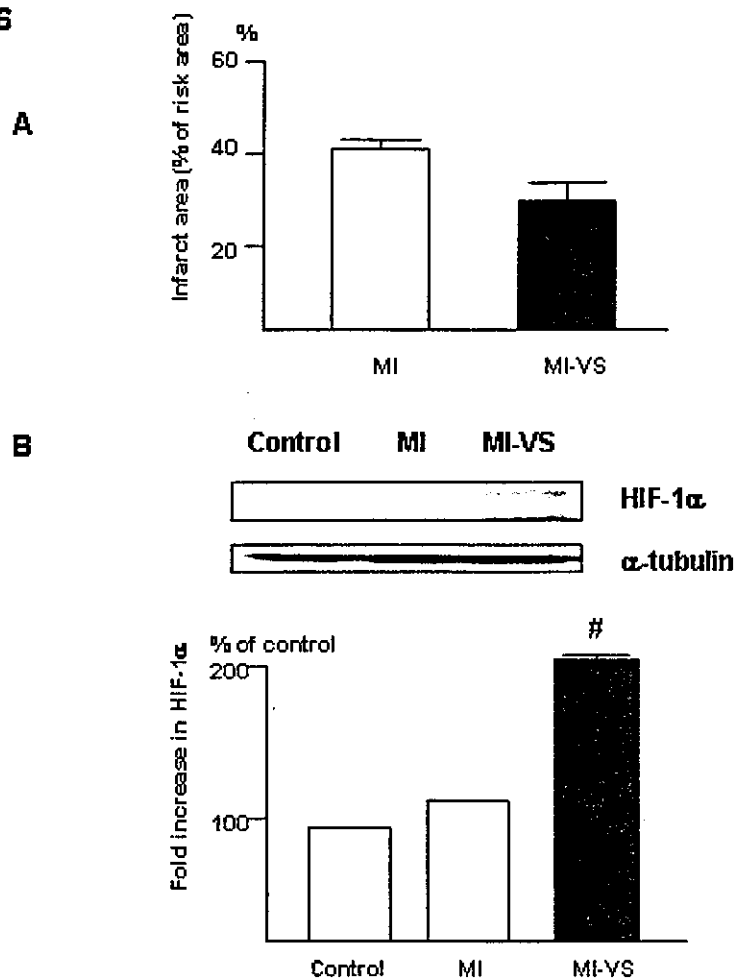 A
%
Infarct area (% of risk area)
60
40
20
MI MI-VS
B
Control MI MI-VS
HIF-1α
α-tubulin
% of control
#
Fold increase in HIF-1α
200
100
Control MI MI-VS